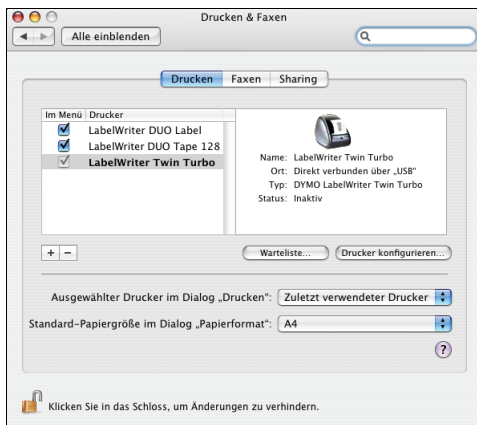 Drucken & Faxen
Alle einblenden
Drucken Faxen Sharing
Im Menü Drucker
LabelWriter DUO Label
LabelWriter DUO Tape 128
LabelWriter Twin Turbo
Name: LabelWriter Twin Turbo
Ort: Direkt verbunden über „USB“
Typ: DYMO LabelWriter Twin Turbo
Status: Inaktiv
+ −
Warteliste... Drucker konfigurieren...
Ausgewählter Drucker im Dialog „Drucken“: Zuletzt verwendeter Drucker
Standard-Papiergröße im Dialog „Papierformat“: A4
?
Klicken Sie in das Schloss, um Änderungen zu verhindern.